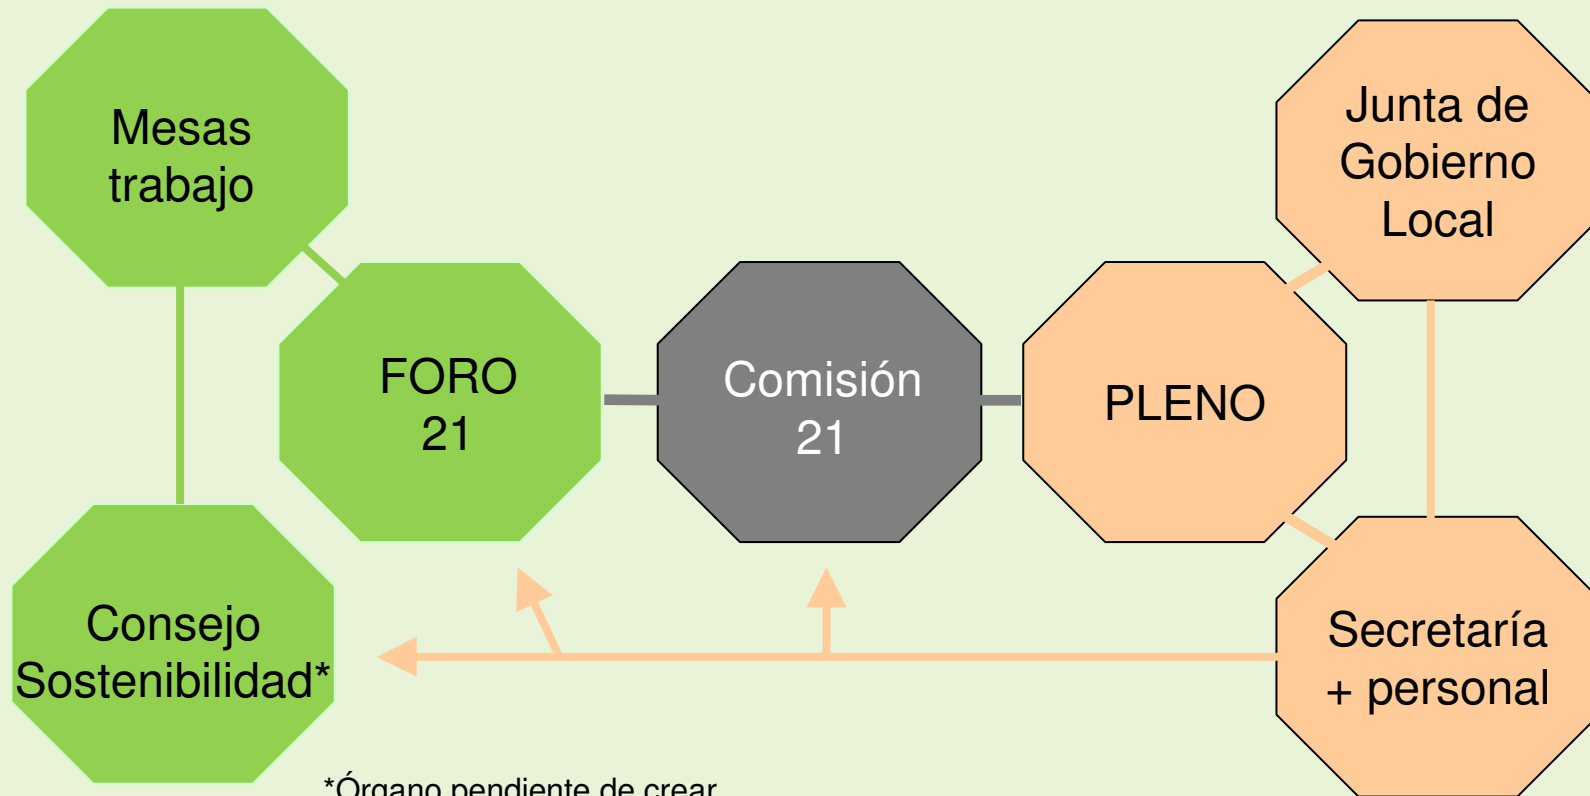 Mesas
trabajo
Junta de
Gobierno
Local
FORO
21
Comisión
21
PLENO
Consejo
Sostenibilidad*
Secretaría
+ personal
*Órgano pendiente de crear